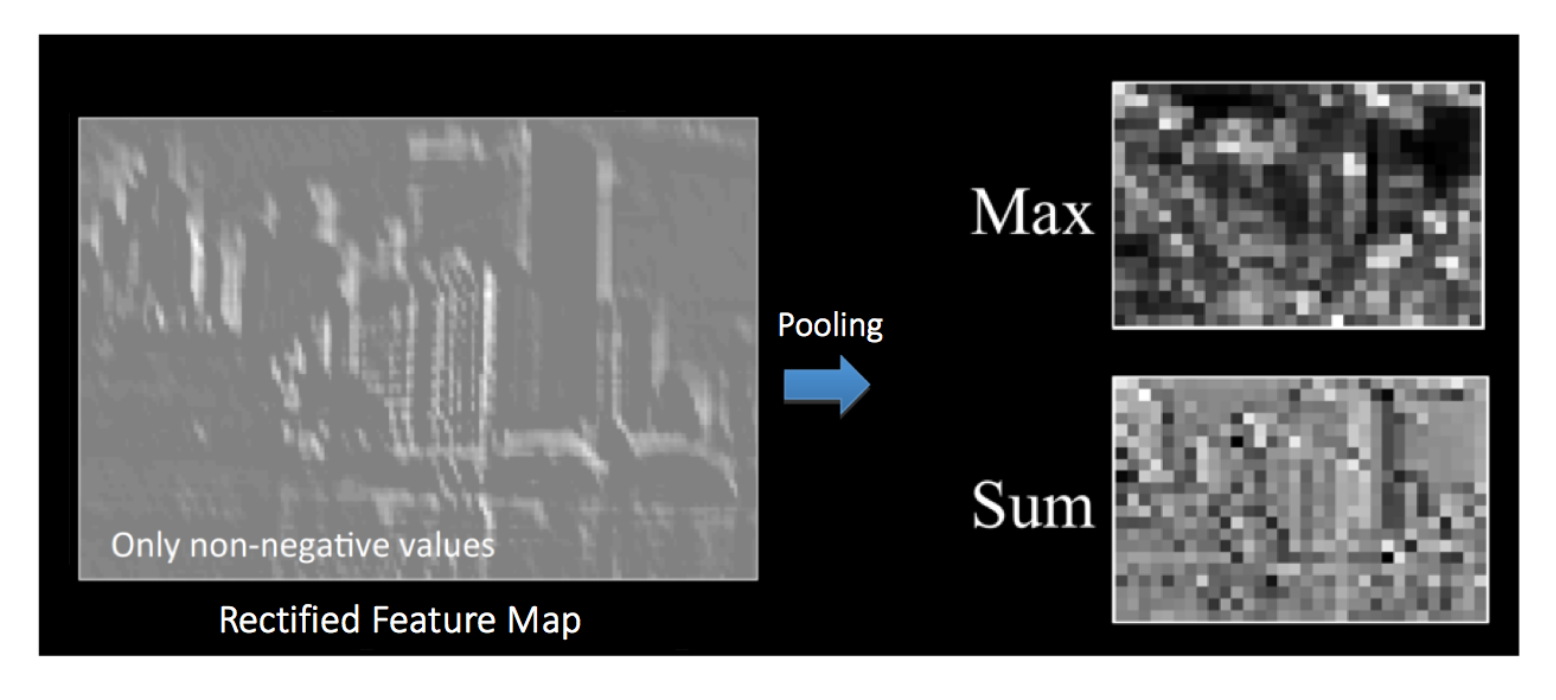 Only non-negative values
Rectified Feature Map
Pooling
Max
Sum